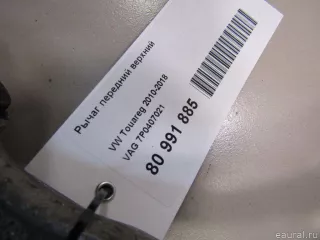 Рычаг передний верхний
VW Touareg 2010-2018
VAG 7P0407021
80 991 885
eaural.ru